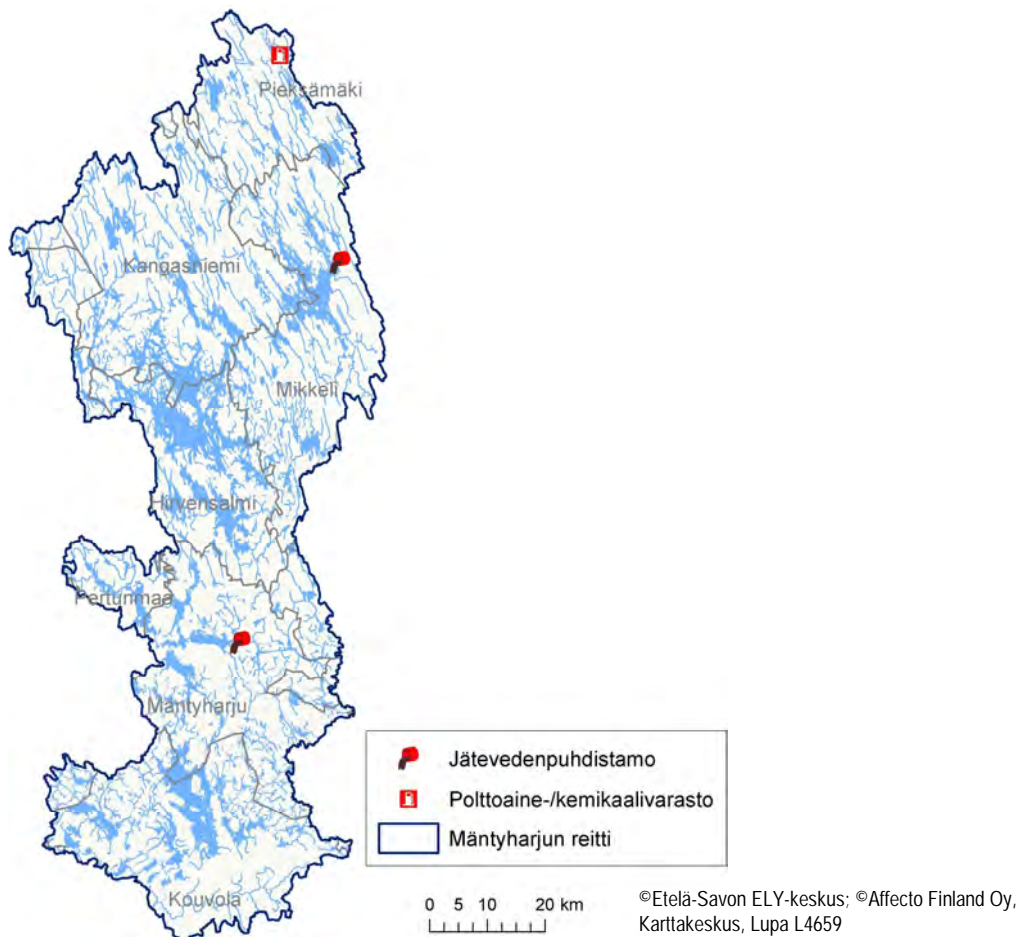 Pieksämäki
Kangasniemi
Mikkeli
Hirvensalmi
Pertunmaa
Mäntyharju
Kouvola
Jätevedenpuhdistamo
Polttoaine-/kemikaalivarasto
Mäntyharjun reitti
0 5 10 20 km
©Etelä-Savon ELY-keskus; ©Affecto Finland Oy,
Karttakeskus, Lupa L4659